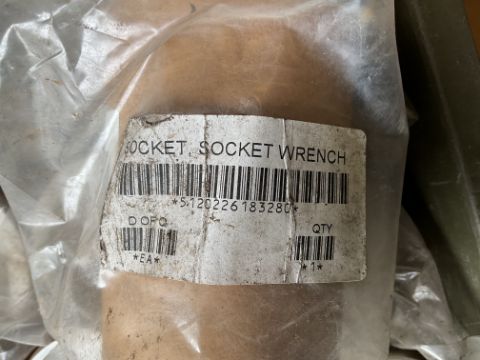 SOCKET, SOCKET WRENCH
*5120226183280*
D OF Q
QTY
*EA*
*1*